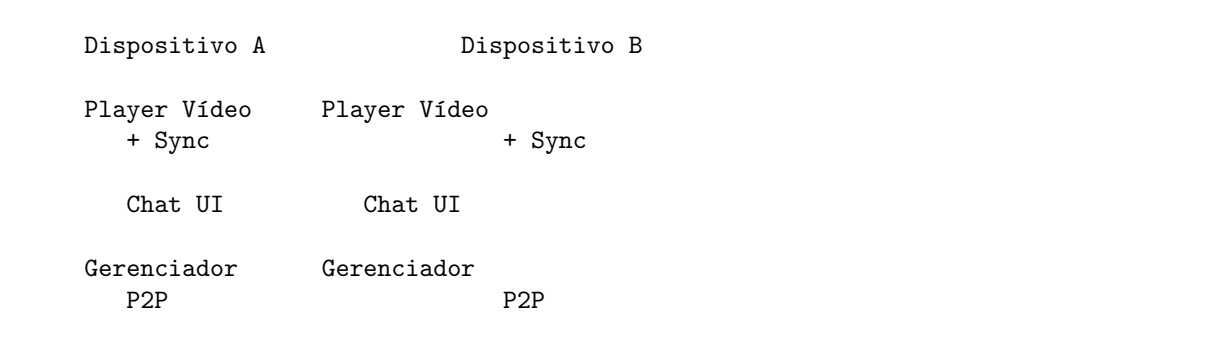 Dispositivo A Dispositivo B
Player Vídeo Player Vídeo
+ Sync + Sync
Chat UI Chat UI
Gerenciador Gerenciador
P2P P2P